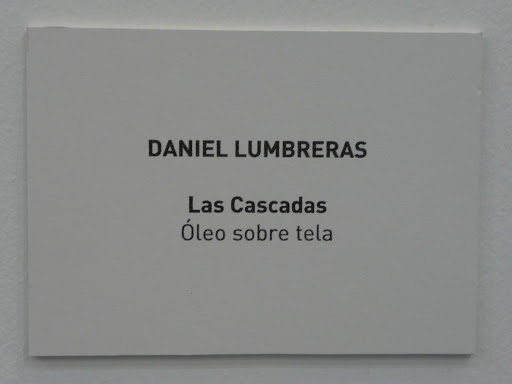 DANIEL LUMBRERAS
Las Cascadas
Óleo sobre tela